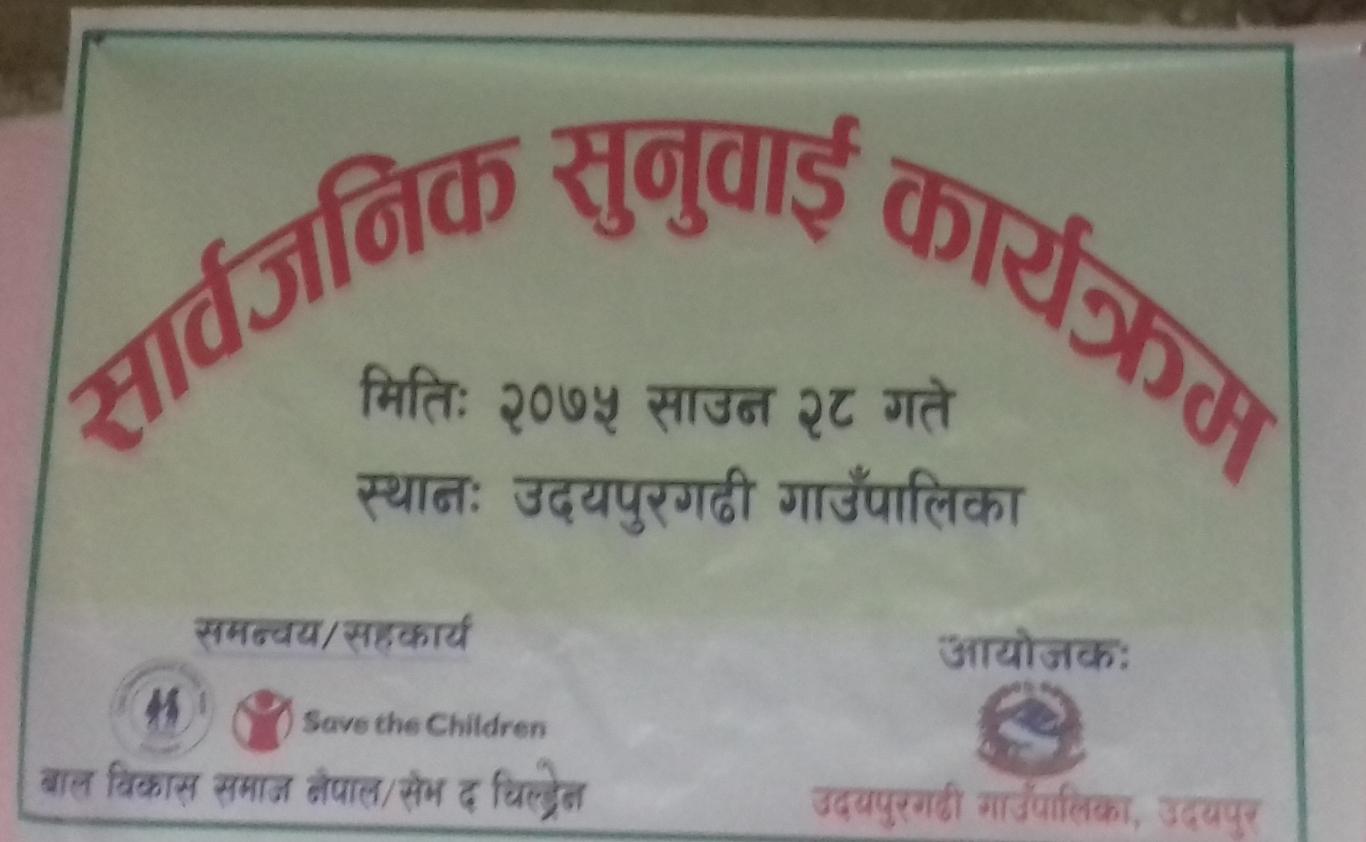 सार्वजनिक सुनुवाई कार्यक्रम
मितिः २०७५ साउन २८ गते
स्थानः उदयपुरगढी गाउँपालिका
समन्वय/सहकार्य
Save the Children
बाल विकास समाज नेपाल/सेभ द चिल्ड्रेन
आयोजकः
उदयपुरगढी गाउँपालिका, उदयपुर